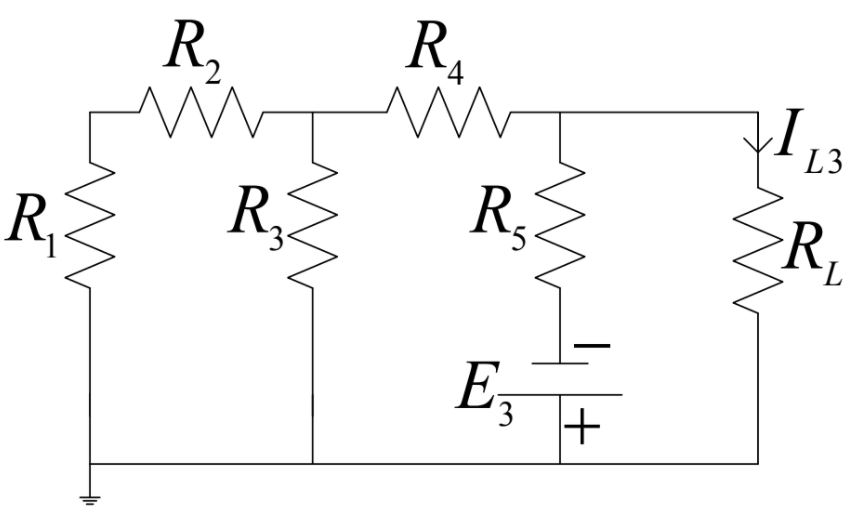 R2 R4
IL3
R1 R3 R5 RL
−
E3
+